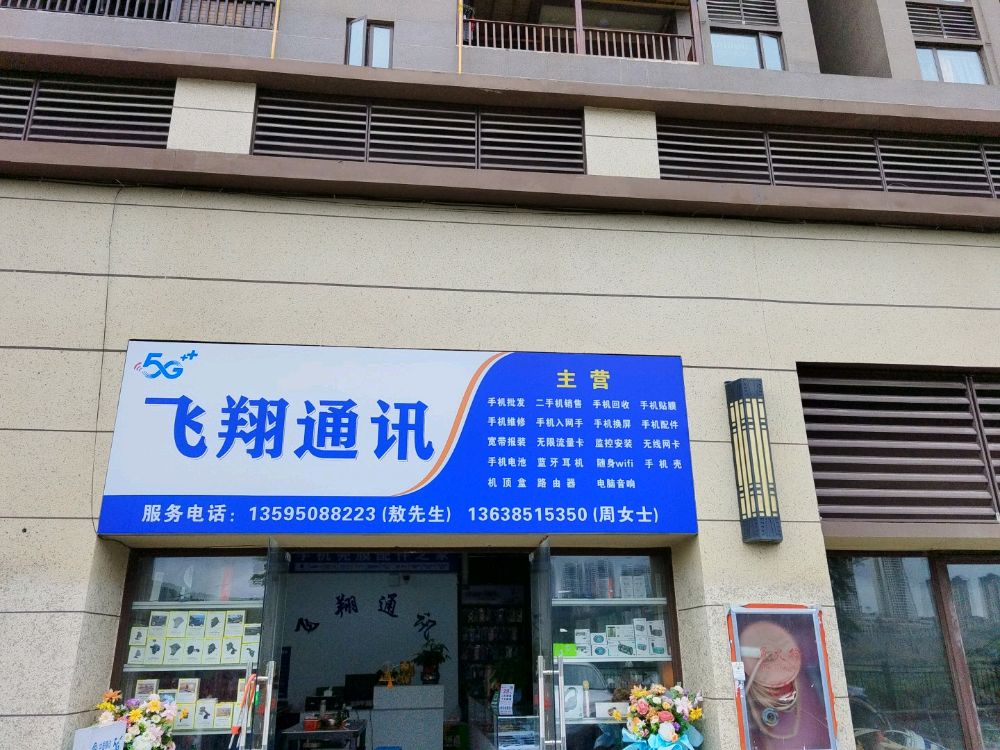 5G++
飞翔通讯
主营
手机批发 二手机销售 手机回收 手机贴膜
手机维修 手机入网手 手机换屏 手机配件
宽带报装 无限流量卡 监控安装 无线网卡
手机电池 蓝牙耳机 随身wifi 手机壳
机顶盒 路由器 电脑音响
服务电话：13595088223(敖先生) 13638515350(周女士)
翔通